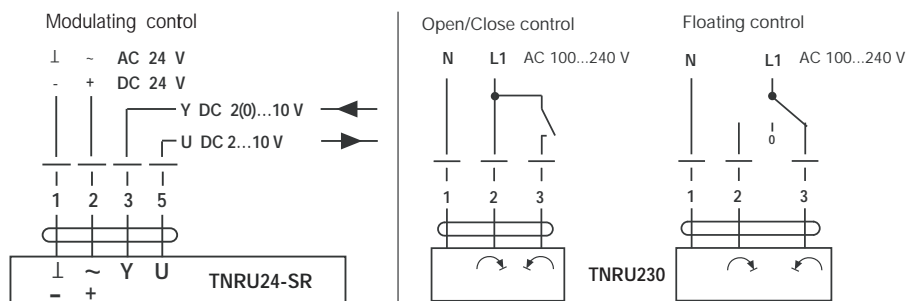 Modulating contol
⊥ ~ AC 24 V
- + DC 24 V
Y DC 2(0)...10 V
U DC 2...10 V
1 2 3 5
⊥ ~ Y U
- +
TNRU24-SR
Open/Close control
N L1 AC 100...240 V
1 2 3
TNRU230
Floating control
N L1 AC 100...240 V
0
1 2 3